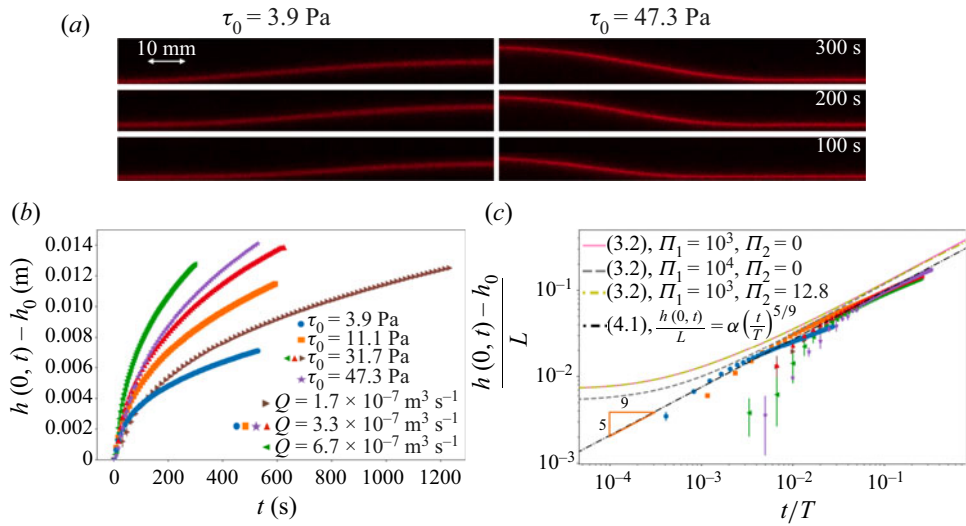 (a)
τ₀ = 3.9 Pa
τ₀ = 47.3 Pa
10 mm
300 s
200 s
100 s
(b)
h (0, t) – h₀ (m)
0.014
0.012
0.010
0.008
0.006
0.004
0.002
0
0 200 400 600 800 1000 1200
t (s)
τ₀ = 3.9 Pa
τ₀ = 11.1 Pa
τ₀ = 31.7 Pa
τ₀ = 47.3 Pa
Q = 1.7 × 10⁻⁷ m³ s⁻¹
Q = 3.3 × 10⁻⁷ m³ s⁻¹
Q = 6.7 × 10⁻⁷ m³ s⁻¹
(c)
h (0, t) – h₀
L
10⁻¹
10⁻²
10⁻³
(3.2), Π₁ = 10³, Π₂ = 0
(3.2), Π₁ = 10⁴, Π₂ = 0
(3.2), Π₁ = 10³, Π₂ = 12.8
(4.1), h (0, t)/L = α(t/T)^5/9
9
5
10⁻⁴ 10⁻³ 10⁻² 10⁻¹
t/T